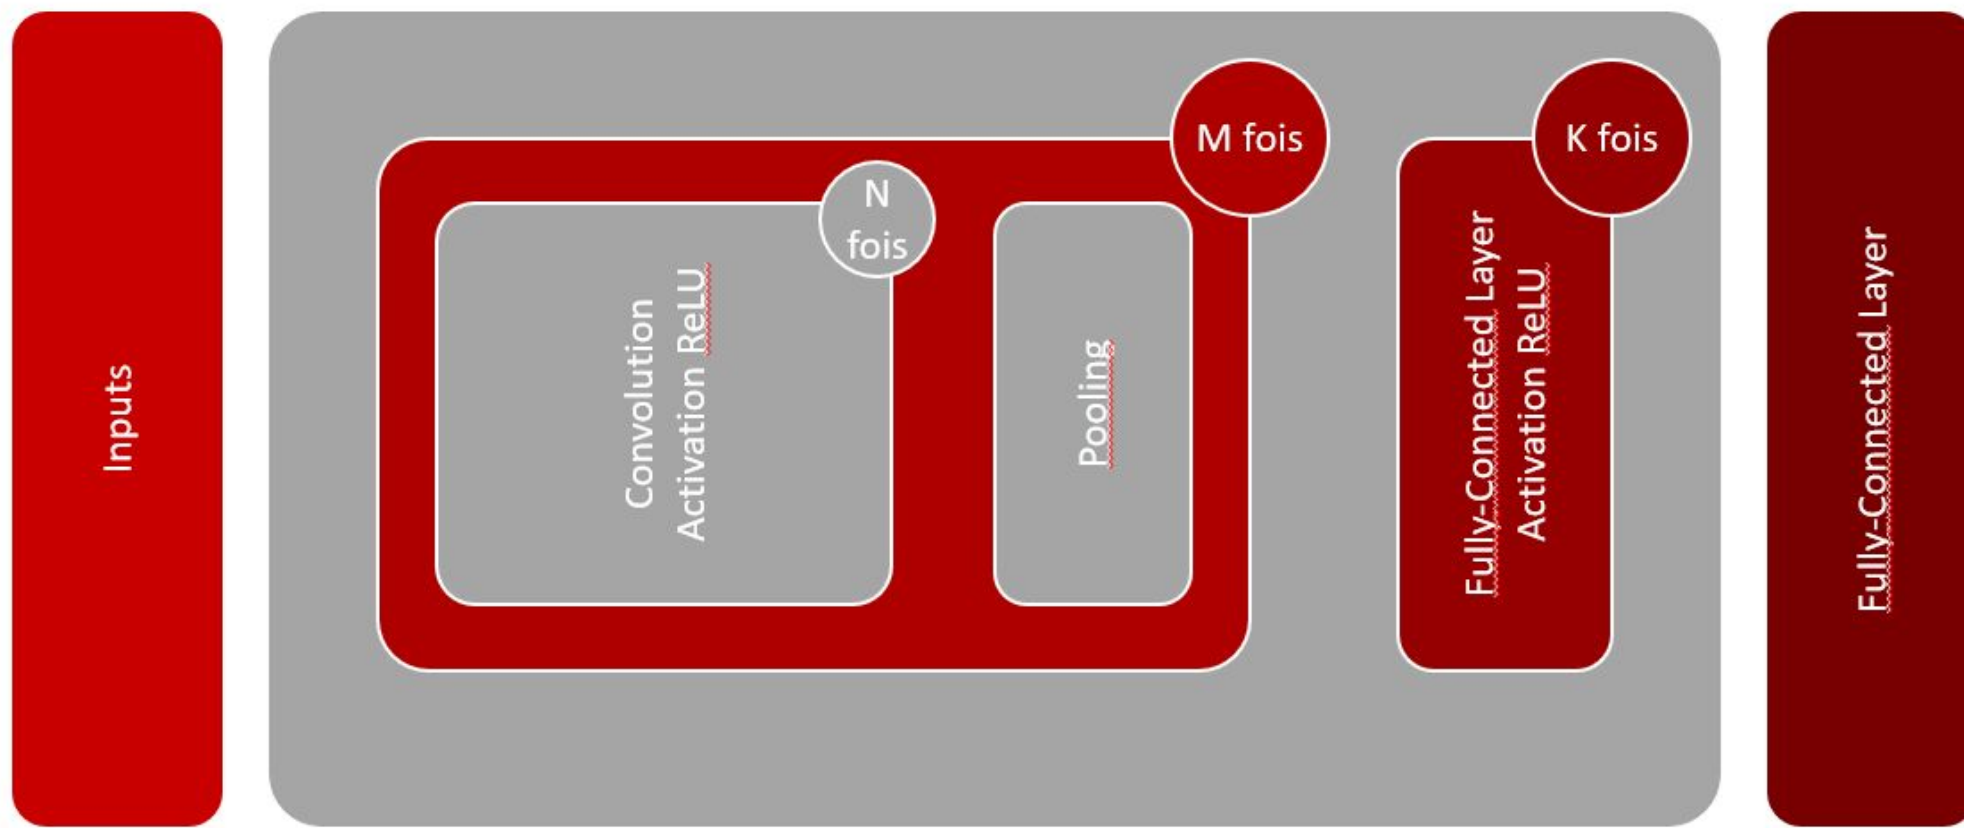 Inputs
N
fois
Convolution
Activation ReLU
M fois
Pooling
K fois
Fully-Connected Layer
Activation ReLU
Fully-Connected Layer